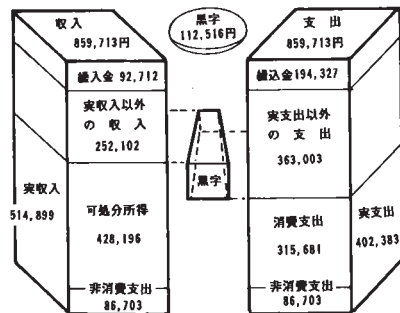 収入
859,713円
繰入金 92,712
実収入以外
の収入
252,102
実収入
514,899
可処分所得
428,196
非消費支出
86,703
黒字
112,516円
黒字
支出
859,713円
繰込金194,327
実支出以外
の支出
363,003
消費支出
315,681
実支出
402,383
非消費支出
86,703